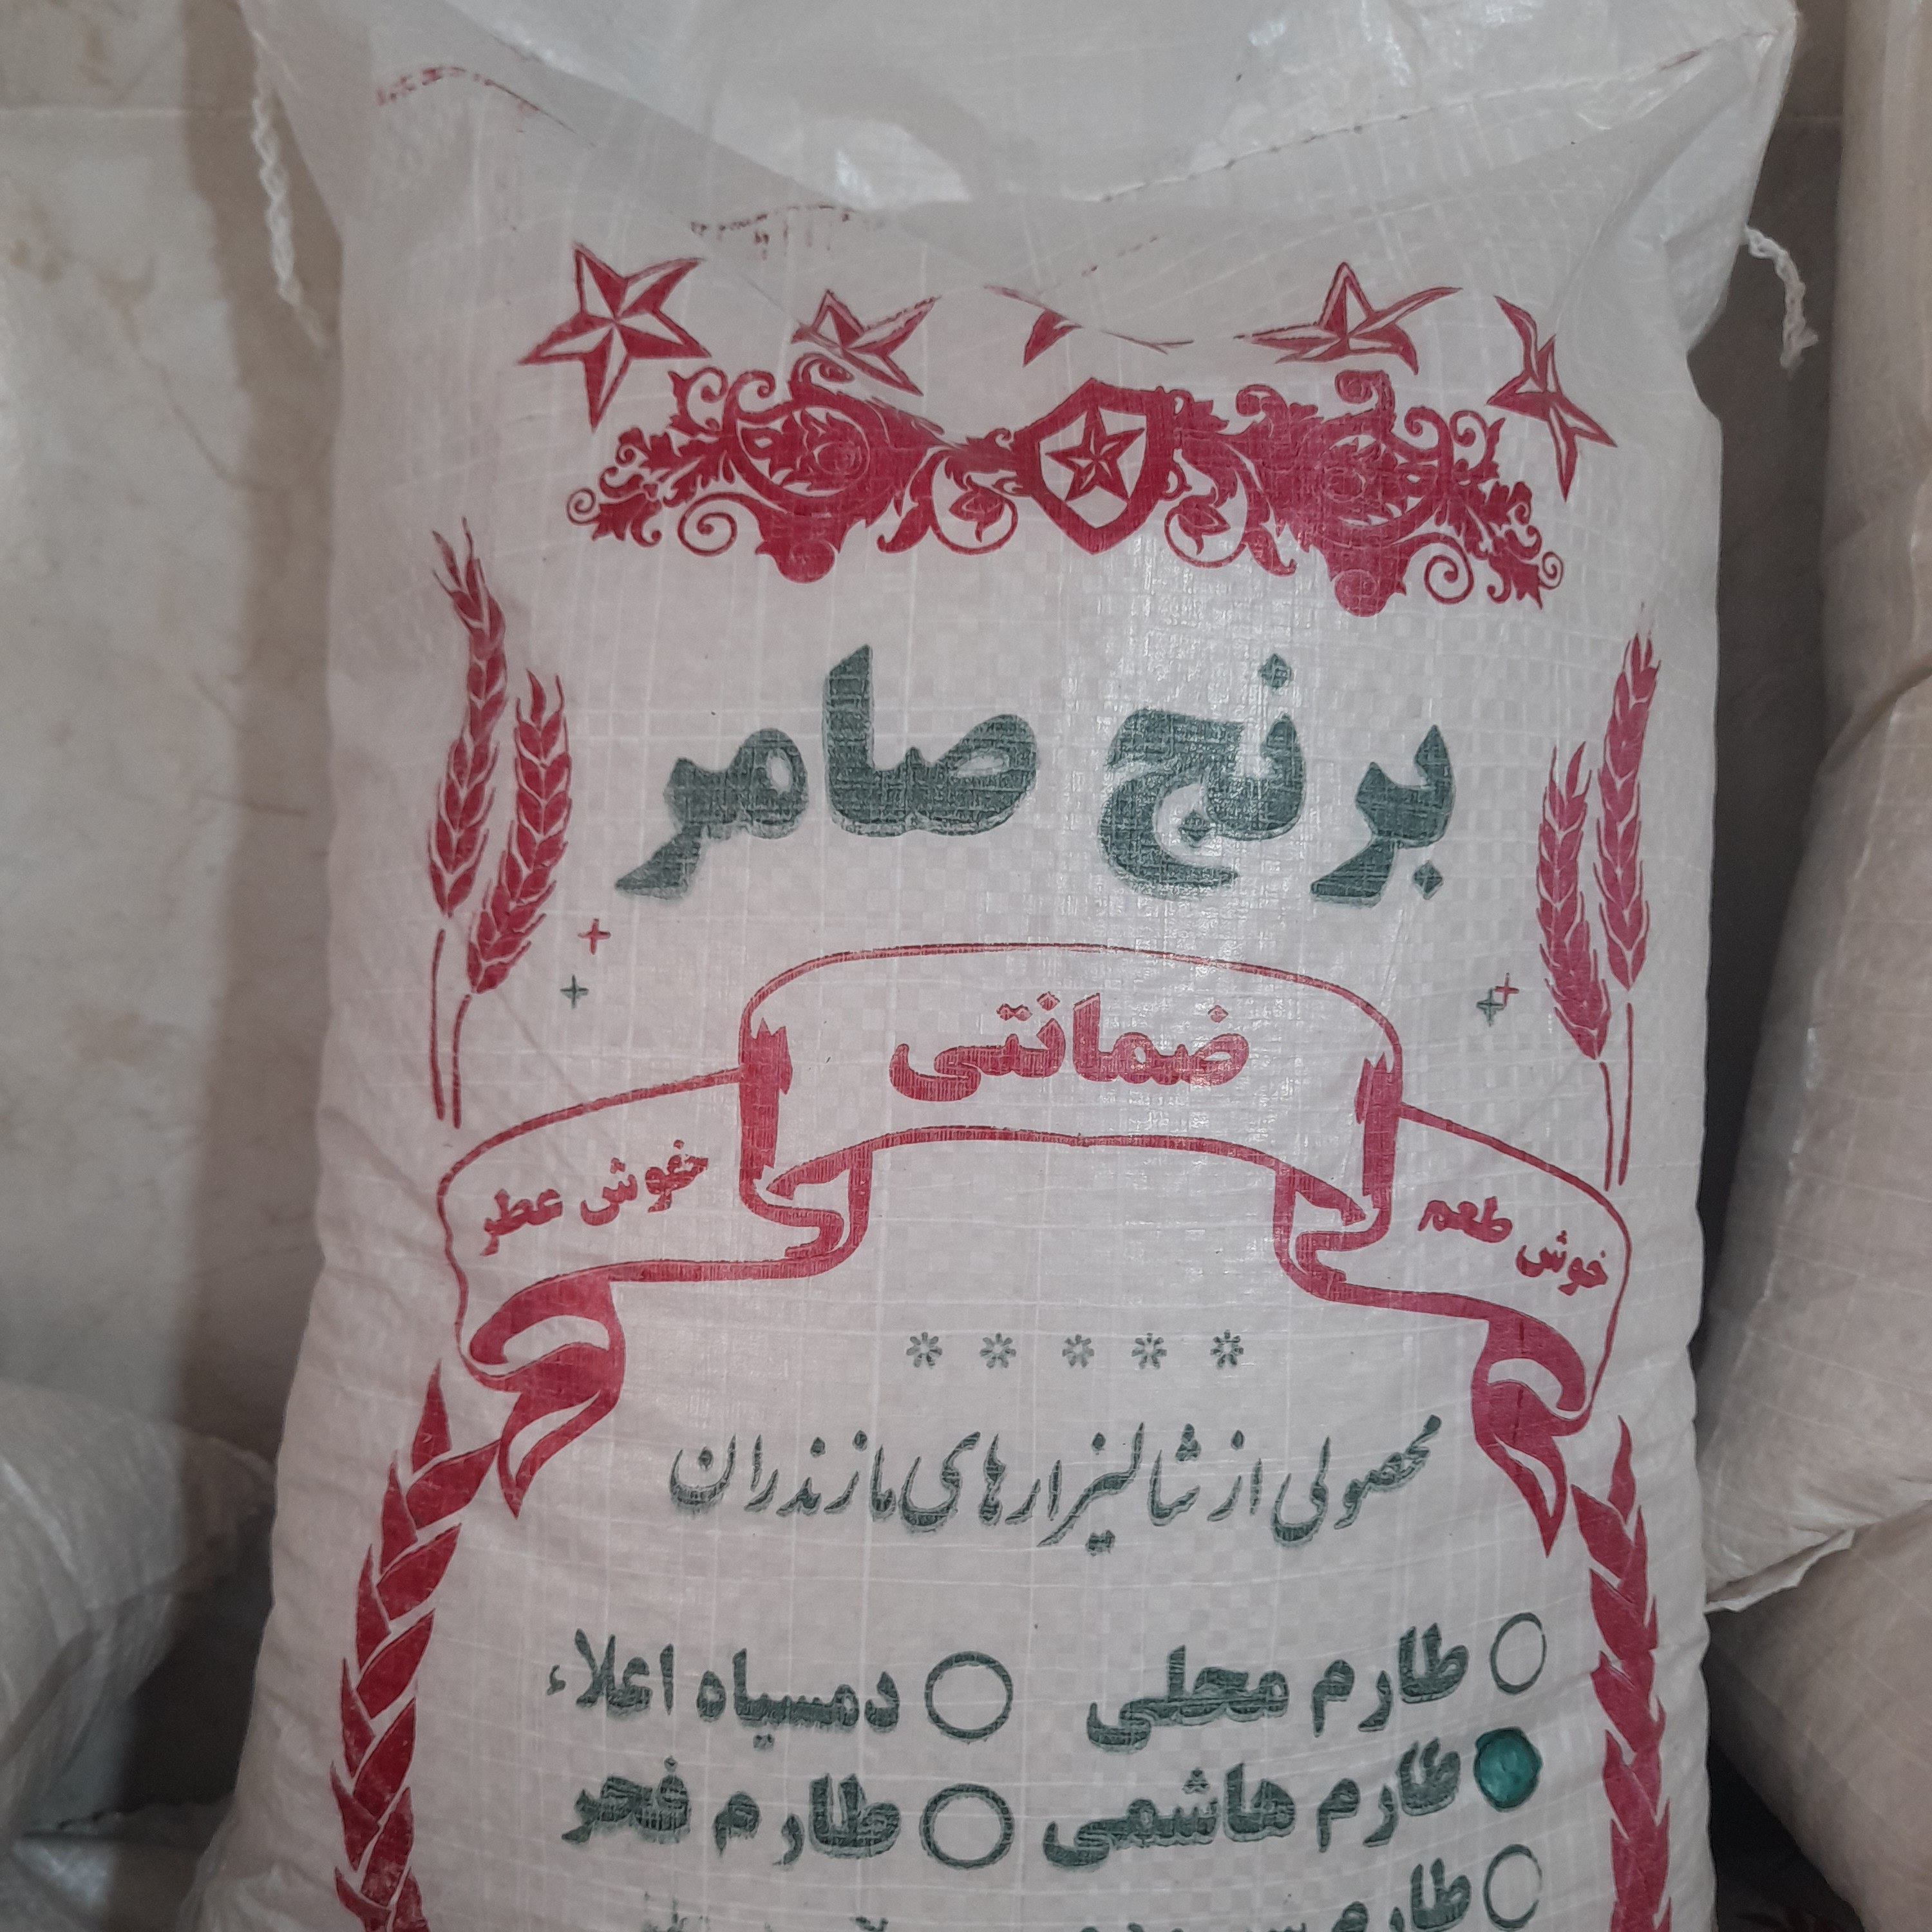 برنج صامر
ضمانتی
خوش طعم
خوش عطر
* * * * *
محصولی از شالیزارهای مازندران
طارم محلی
دمسیاه اعلاء
طارم هاشمی
طارم فجر
طارم